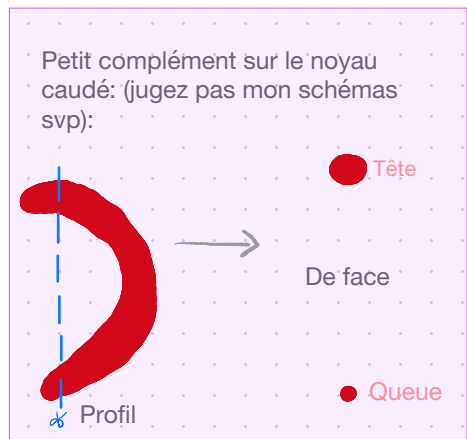 Petit complément sur le noyau
caudé: (jugez pas mon schémas
svp):
Tête
De face
Queue
Profil